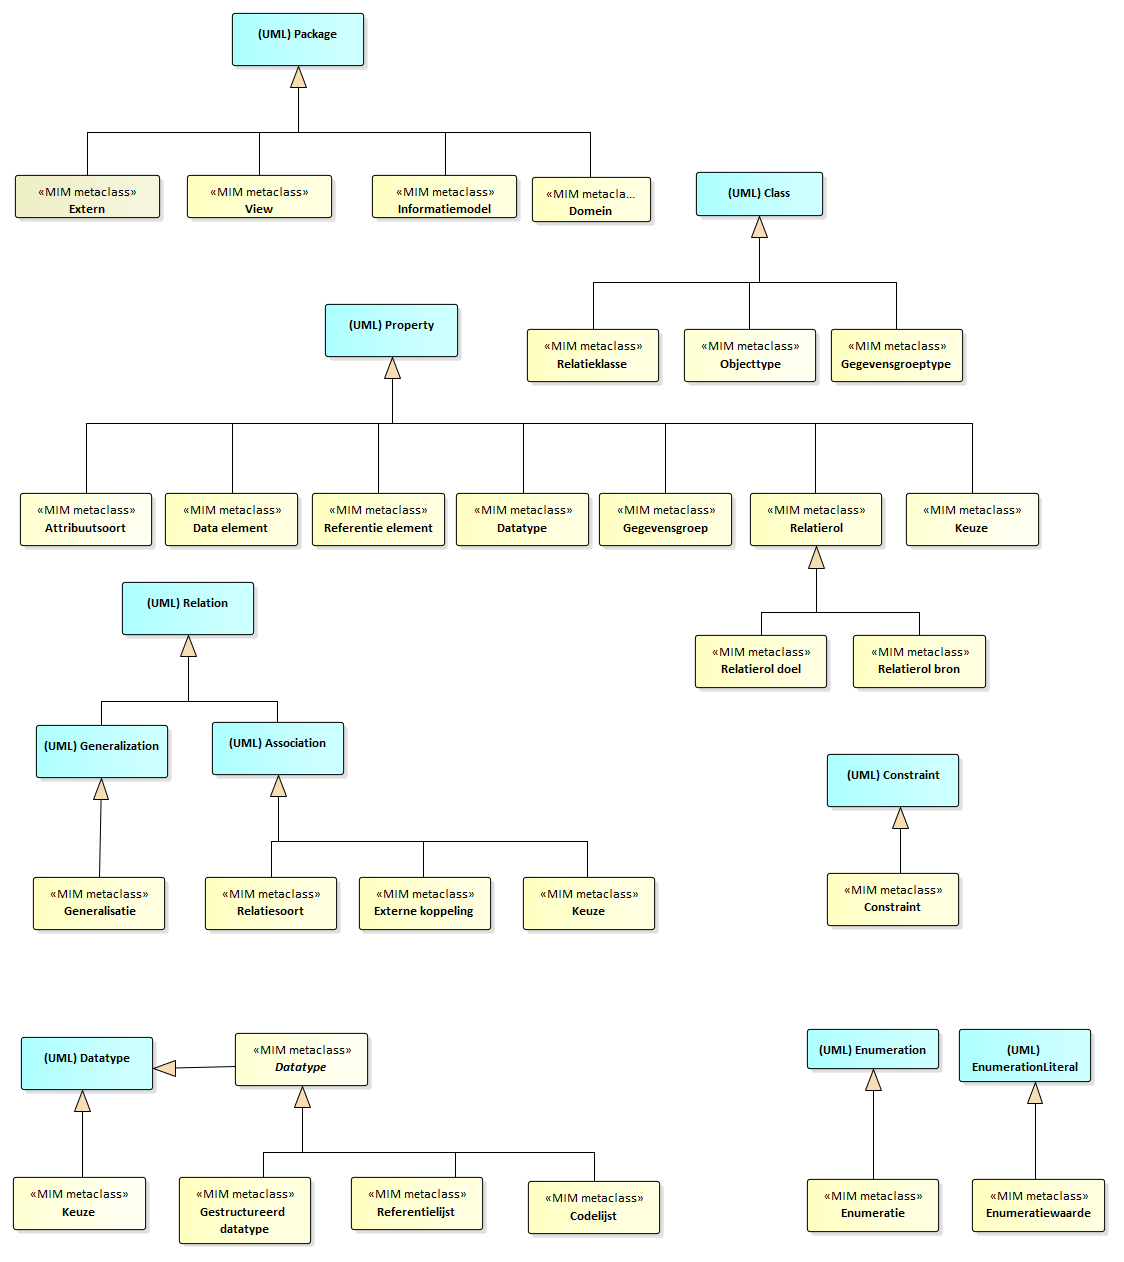 (UML) Package
«MIM metaclass»
Extern
«MIM metaclass»
View
«MIM metaclass»
Informatiemodel
«MIM metacla...
Domein
(UML) Class
«MIM metaclass»
Relatieklasse
«MIM metaclass»
Objecttype
«MIM metaclass»
Gegevensgroeptype
(UML) Property
«MIM metaclass»
Attribuutsoort
«MIM metaclass»
Data element
«MIM metaclass»
Referentie element
«MIM metaclass»
Datatype
«MIM metaclass»
Gegevensgroep
«MIM metaclass»
Relatierol
«MIM metaclass»
Keuze
«MIM metaclass»
Relatierol doel
«MIM metaclass»
Relatierol bron
(UML) Relation
(UML) Generalization
(UML) Association
«MIM metaclass»
Generalisatie
«MIM metaclass»
Relatiesoort
«MIM metaclass»
Externe koppeling
«MIM metaclass»
Keuze
(UML) Constraint
«MIM metaclass»
Constraint
(UML) Datatype
«MIM metaclass»
Datatype
«MIM metaclass»
Keuze
«MIM metaclass»
Gestructureerd
datatype
«MIM metaclass»
Referentielijst
«MIM metaclass»
Codelijst
(UML) Enumeration
(UML)
EnumerationLiteral
«MIM metaclass»
Enumeratie
«MIM metaclass»
Enumeratiewaarde